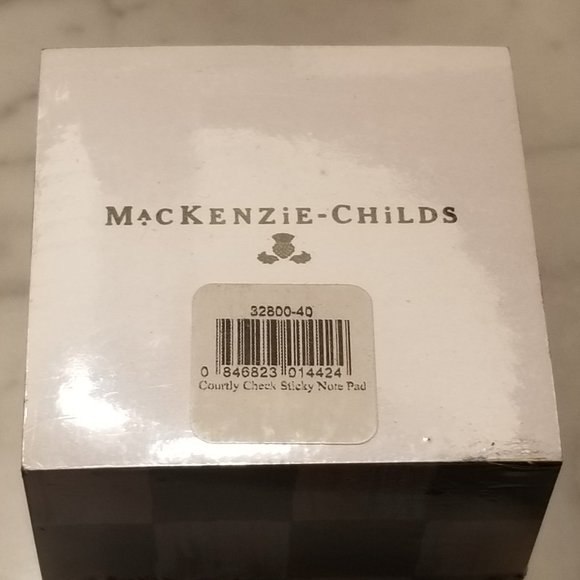 MACKENZiE-CHiLDS
32800-40
0 846823 014424
Courtly Check Sticky Note Pad